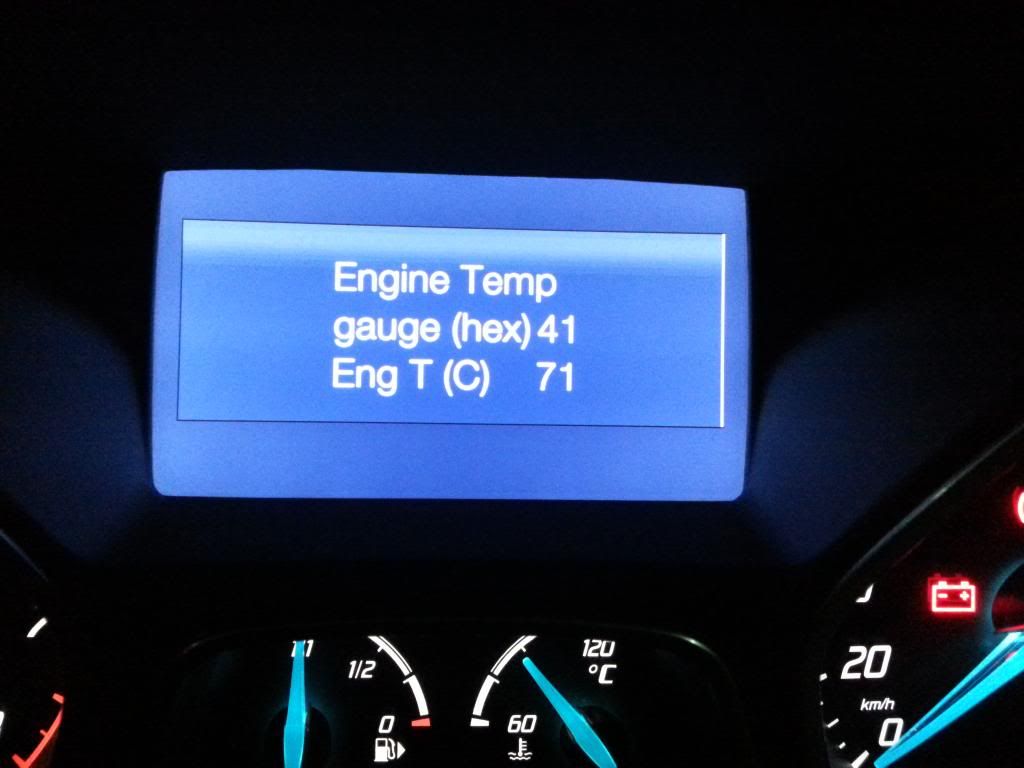 Engine Temp
gauge (hex) 41
Eng T (C) 71
1/2
0
120
°C
60
20
km/h
0